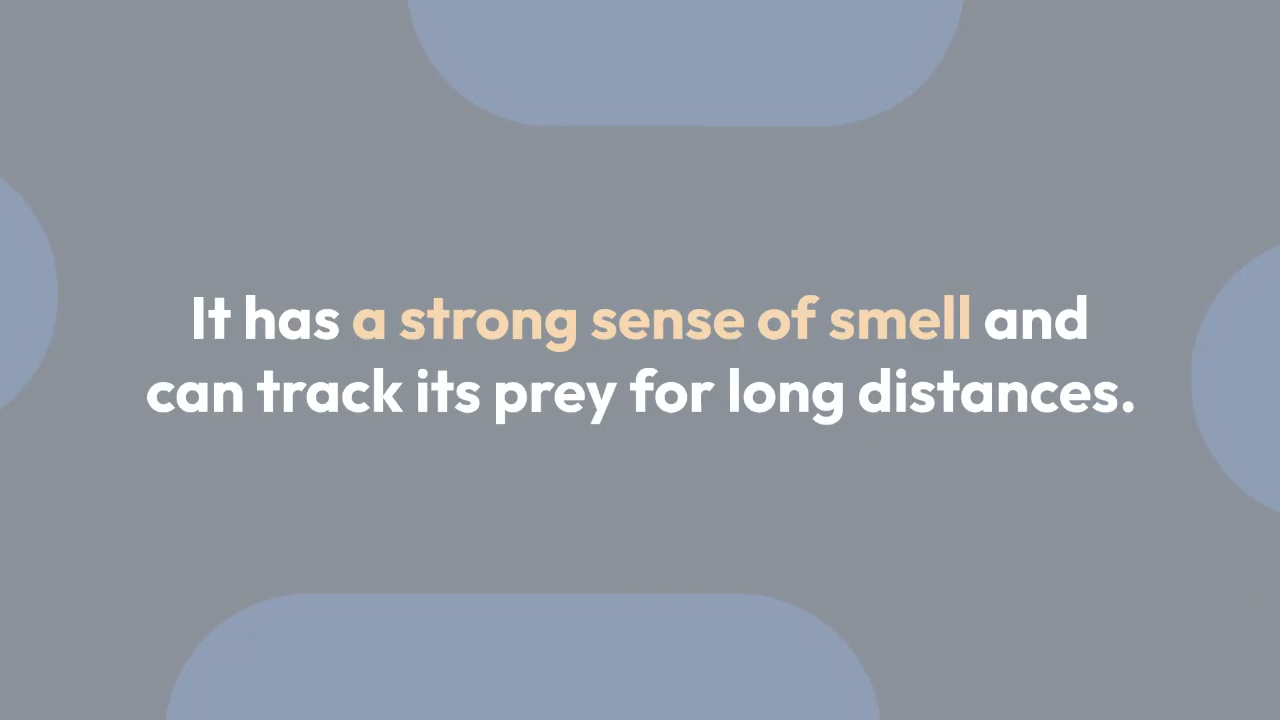 It has a strong sense of smell and
can track its prey for long distances.